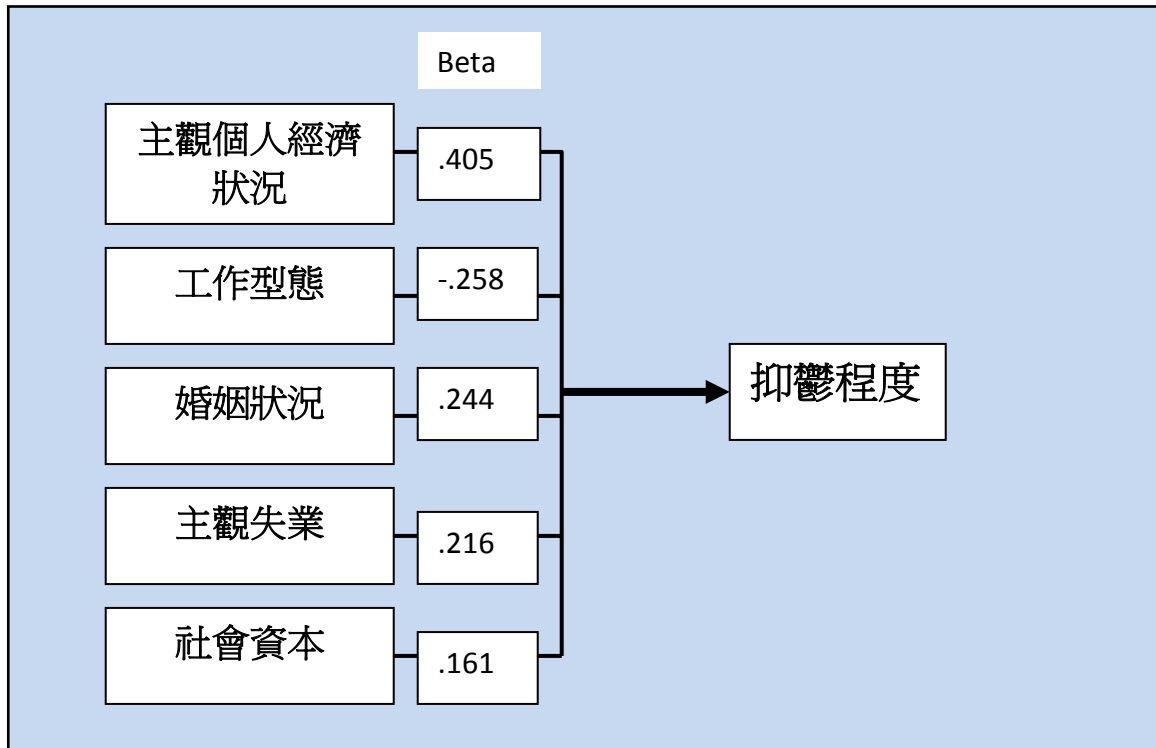 Beta
主觀個人經濟
狀況
.405
工作型態
-.258
婚姻狀況
.244
主觀失業
.216
社會資本
.161
抑鬱程度